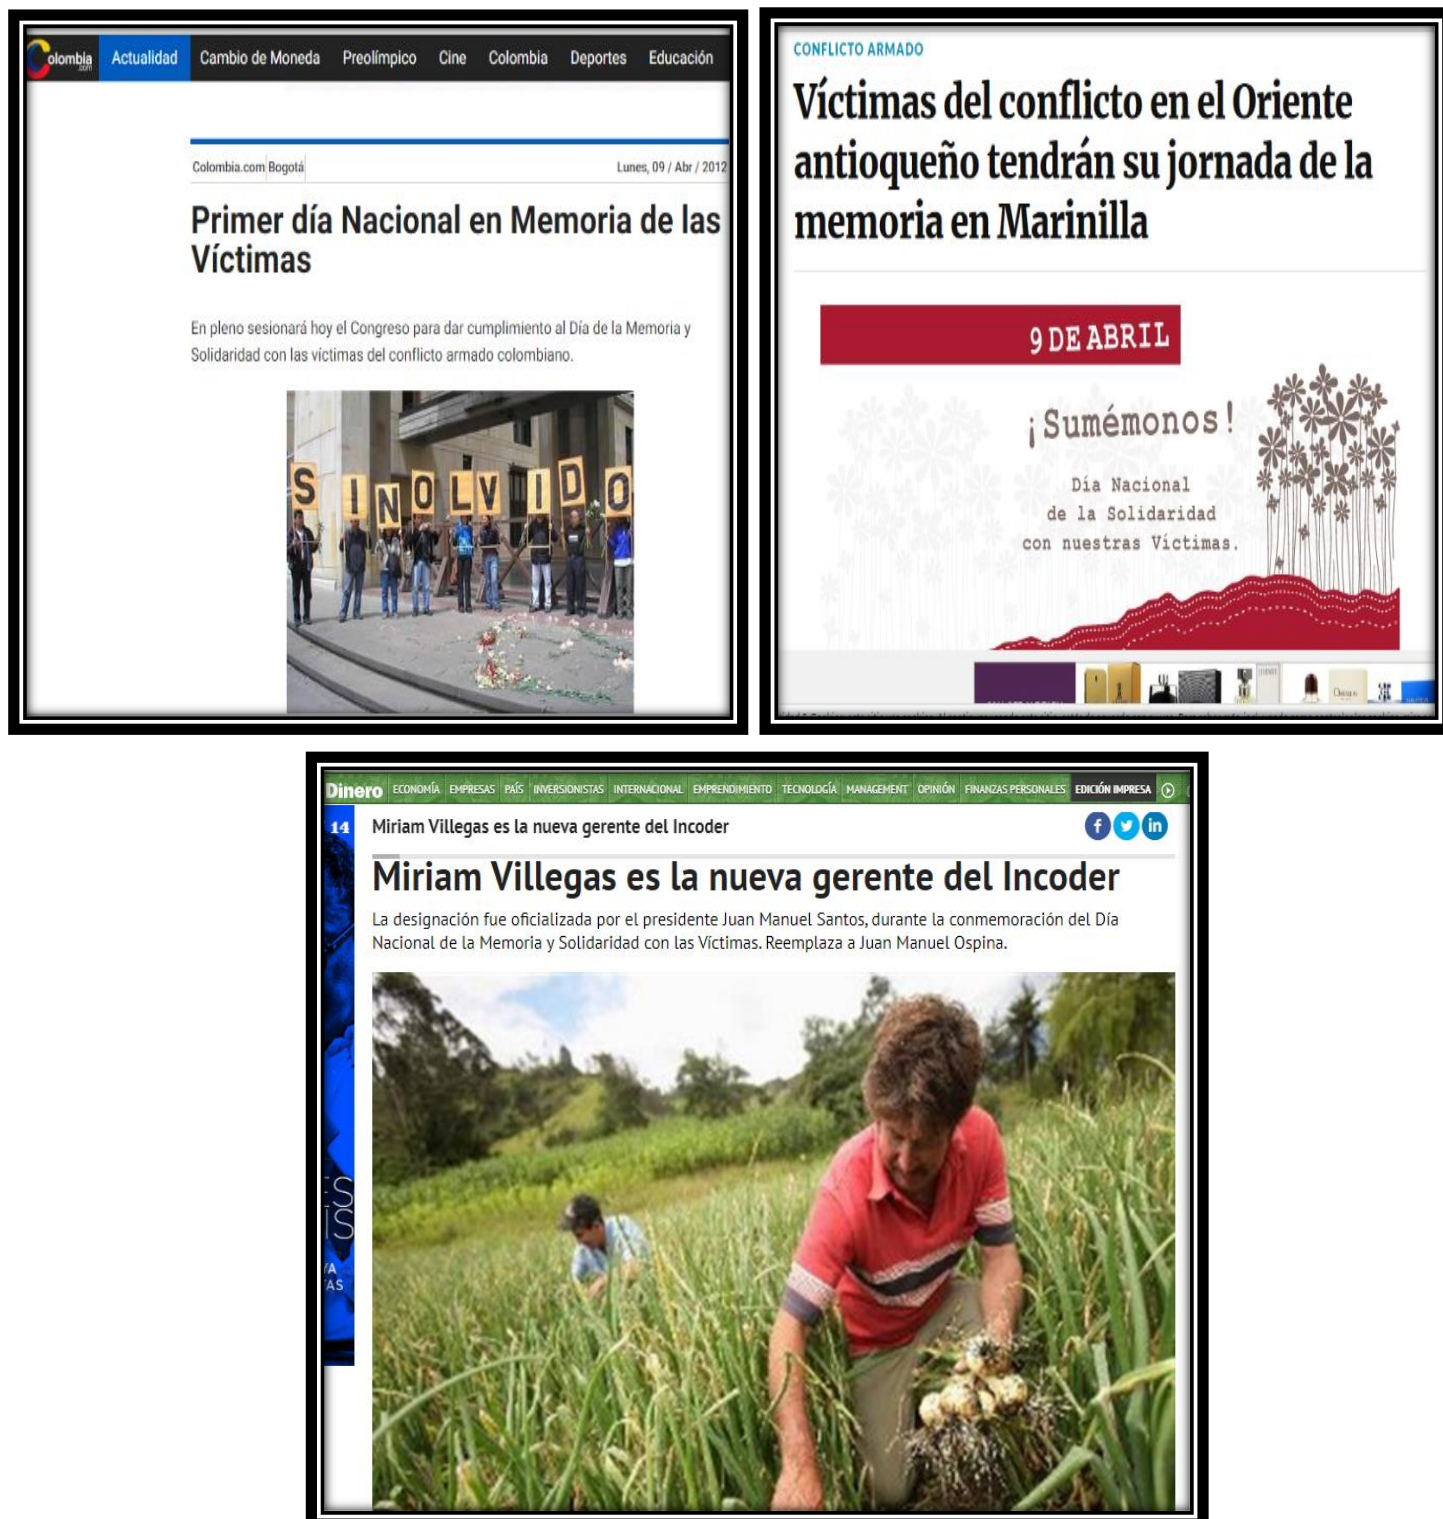 Colombia
.com
Actualidad Cambio de Moneda Preolímpico Cine Colombia Deportes Educación
Colombia.com Bogotá Lunes, 09 / Abr / 2012
Primer día Nacional en Memoria de las
Víctimas
En pleno sesionará hoy el Congreso para dar cumplimiento al Día de la Memoria y
Solidaridad con las víctimas del conflicto armado colombiano.
SIN OLVIDO
CONFLICTO ARMADO
Víctimas del conflicto en el Oriente
antioqueño tendrán su jornada de la
memoria en Marinilla
9 DE ABRIL
¡Sumémonos!
Día Nacional
de la Solidaridad
con nuestras Víctimas.
Dinero ECONOMÍA EMPRESAS PAÍS INVERSIONISTAS INTERNACIONAL EMPRENDIMIENTO TECNOLOGÍA MANAGEMENT OPINIÓN FINANZAS PERSONALES EDICIÓN IMPRESA
14
Miriam Villegas es la nueva gerente del Incoder
f in
Miriam Villegas es la nueva gerente del Incoder
La designación fue oficializada por el presidente Juan Manuel Santos, durante la conmemoración del Día
Nacional de la Memoria y Solidaridad con las Víctimas. Reemplaza a Juan Manuel Ospina.
ES
ÍS
YA
AS